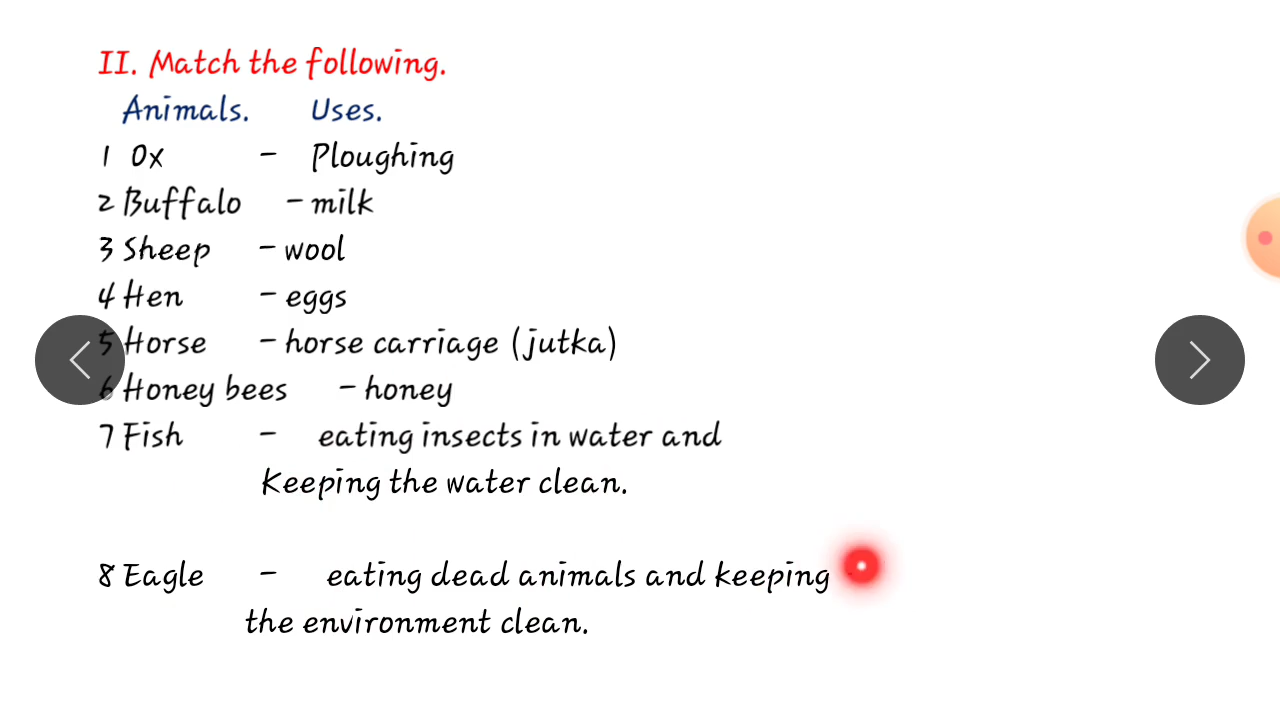 II. Match the following.
Animals. Uses.
1 Ox - Ploughing
2 Buffalo - milk
3 Sheep - wool
4 Hen - eggs
5 Horse - horse carriage (jutka)
6 Honey bees - honey
7 Fish - eating insects in water and
Keeping the water clean.
8 Eagle - eating dead animals and keeping
the environment clean.